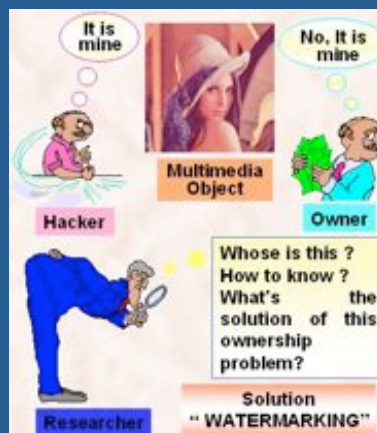 It is
mine
No, It is
mine
Multimedia
Object
Hacker
Owner
Whose is this ?
How to know ?
What's the
solution of this
ownership
problem?
Researcher
Solution
“ WATERMARKING”